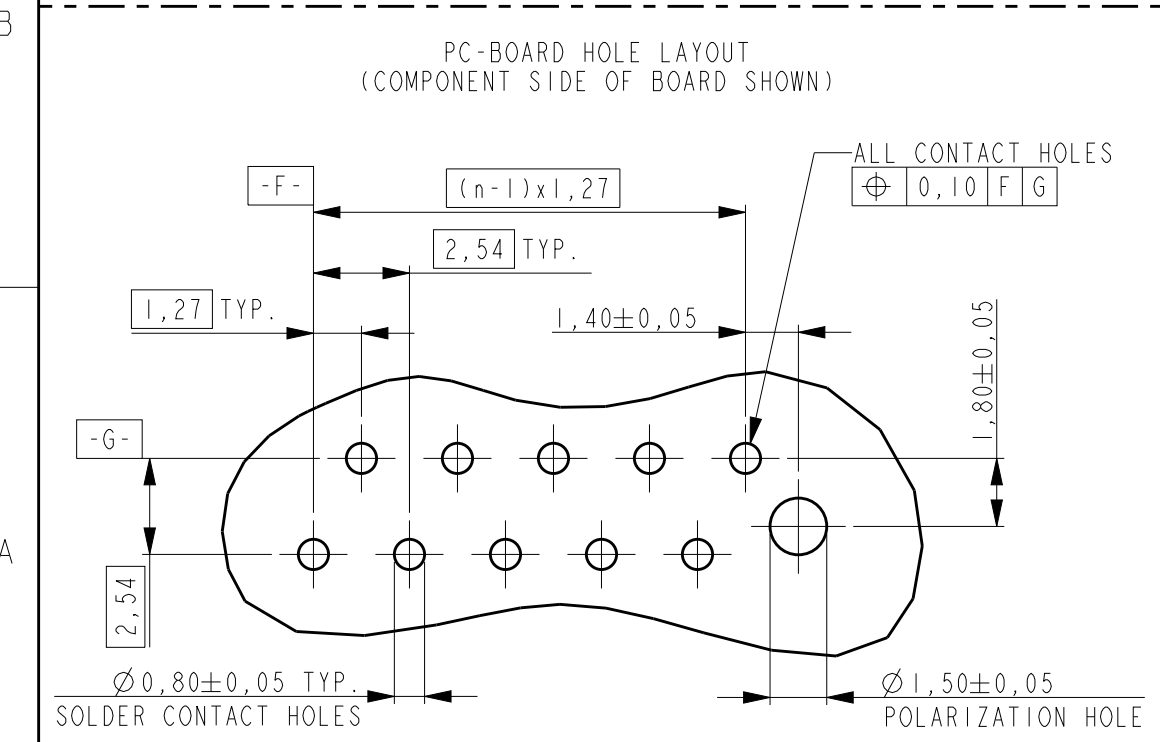 B
PC-BOARD HOLE LAYOUT
(COMPONENT SIDE OF BOARD SHOWN)
ALL CONTACT HOLES
⌖ 0,10 F G
-F-
(n-1)x1,27
2,54 TYP.
1,27 TYP.
1,40±0,05
1,80±0,05
-G-
A
2,54
Ø0,80±0,05 TYP.
SOLDER CONTACT HOLES
Ø1,50±0,05
POLARIZATION HOLE